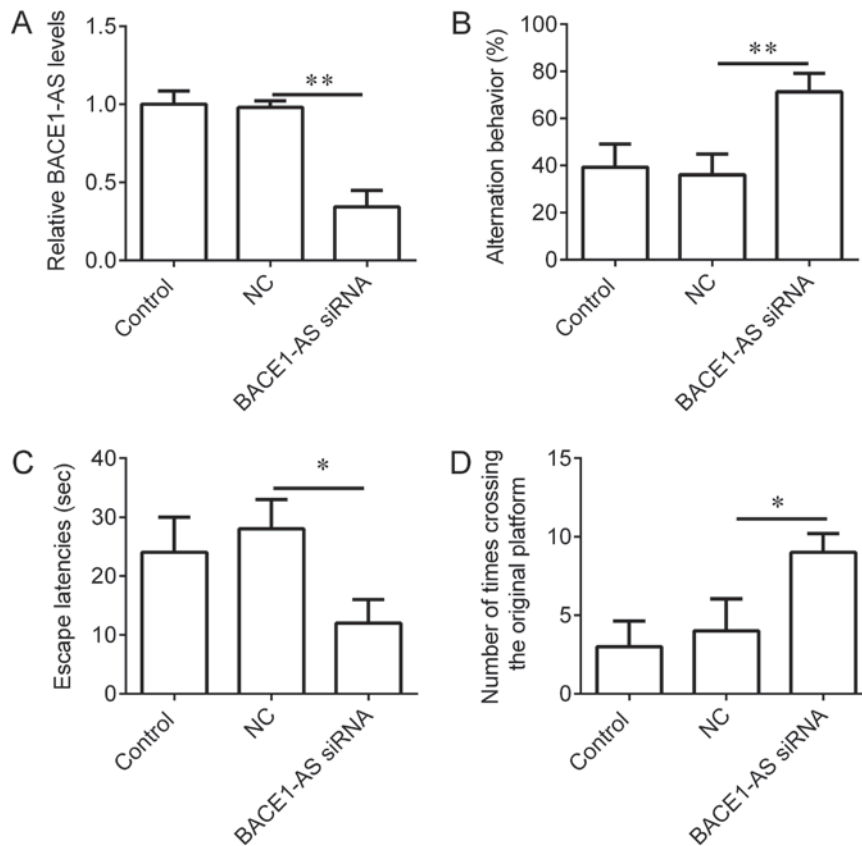 A
Relative BACE1-AS levels
1.5
1.0
0.5
0.0
**
Control
NC
BACE1-AS siRNA
B
Alternation behavior (%)
100
80
60
40
20
0
**
Control
NC
BACE1-AS siRNA
C
Escape latencies (sec)
40
30
20
10
0
*
Control
NC
BACE1-AS siRNA
D
Number of times crossing
the original platform
15
10
5
0
*
Control
NC
BACE1-AS siRNA